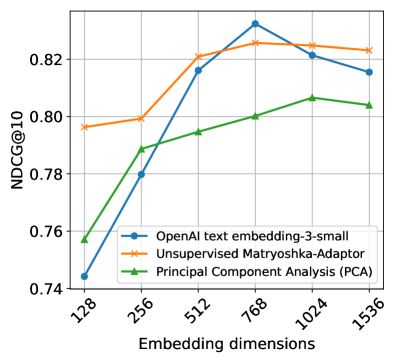 NDCG@10
0.82
0.80
0.78
0.76
0.74
OpenAI text embedding-3-small
Unsupervised Matryoshka-Adaptor
Principal Component Analysis (PCA)
128 256 512 768 1024 1536
Embedding dimensions